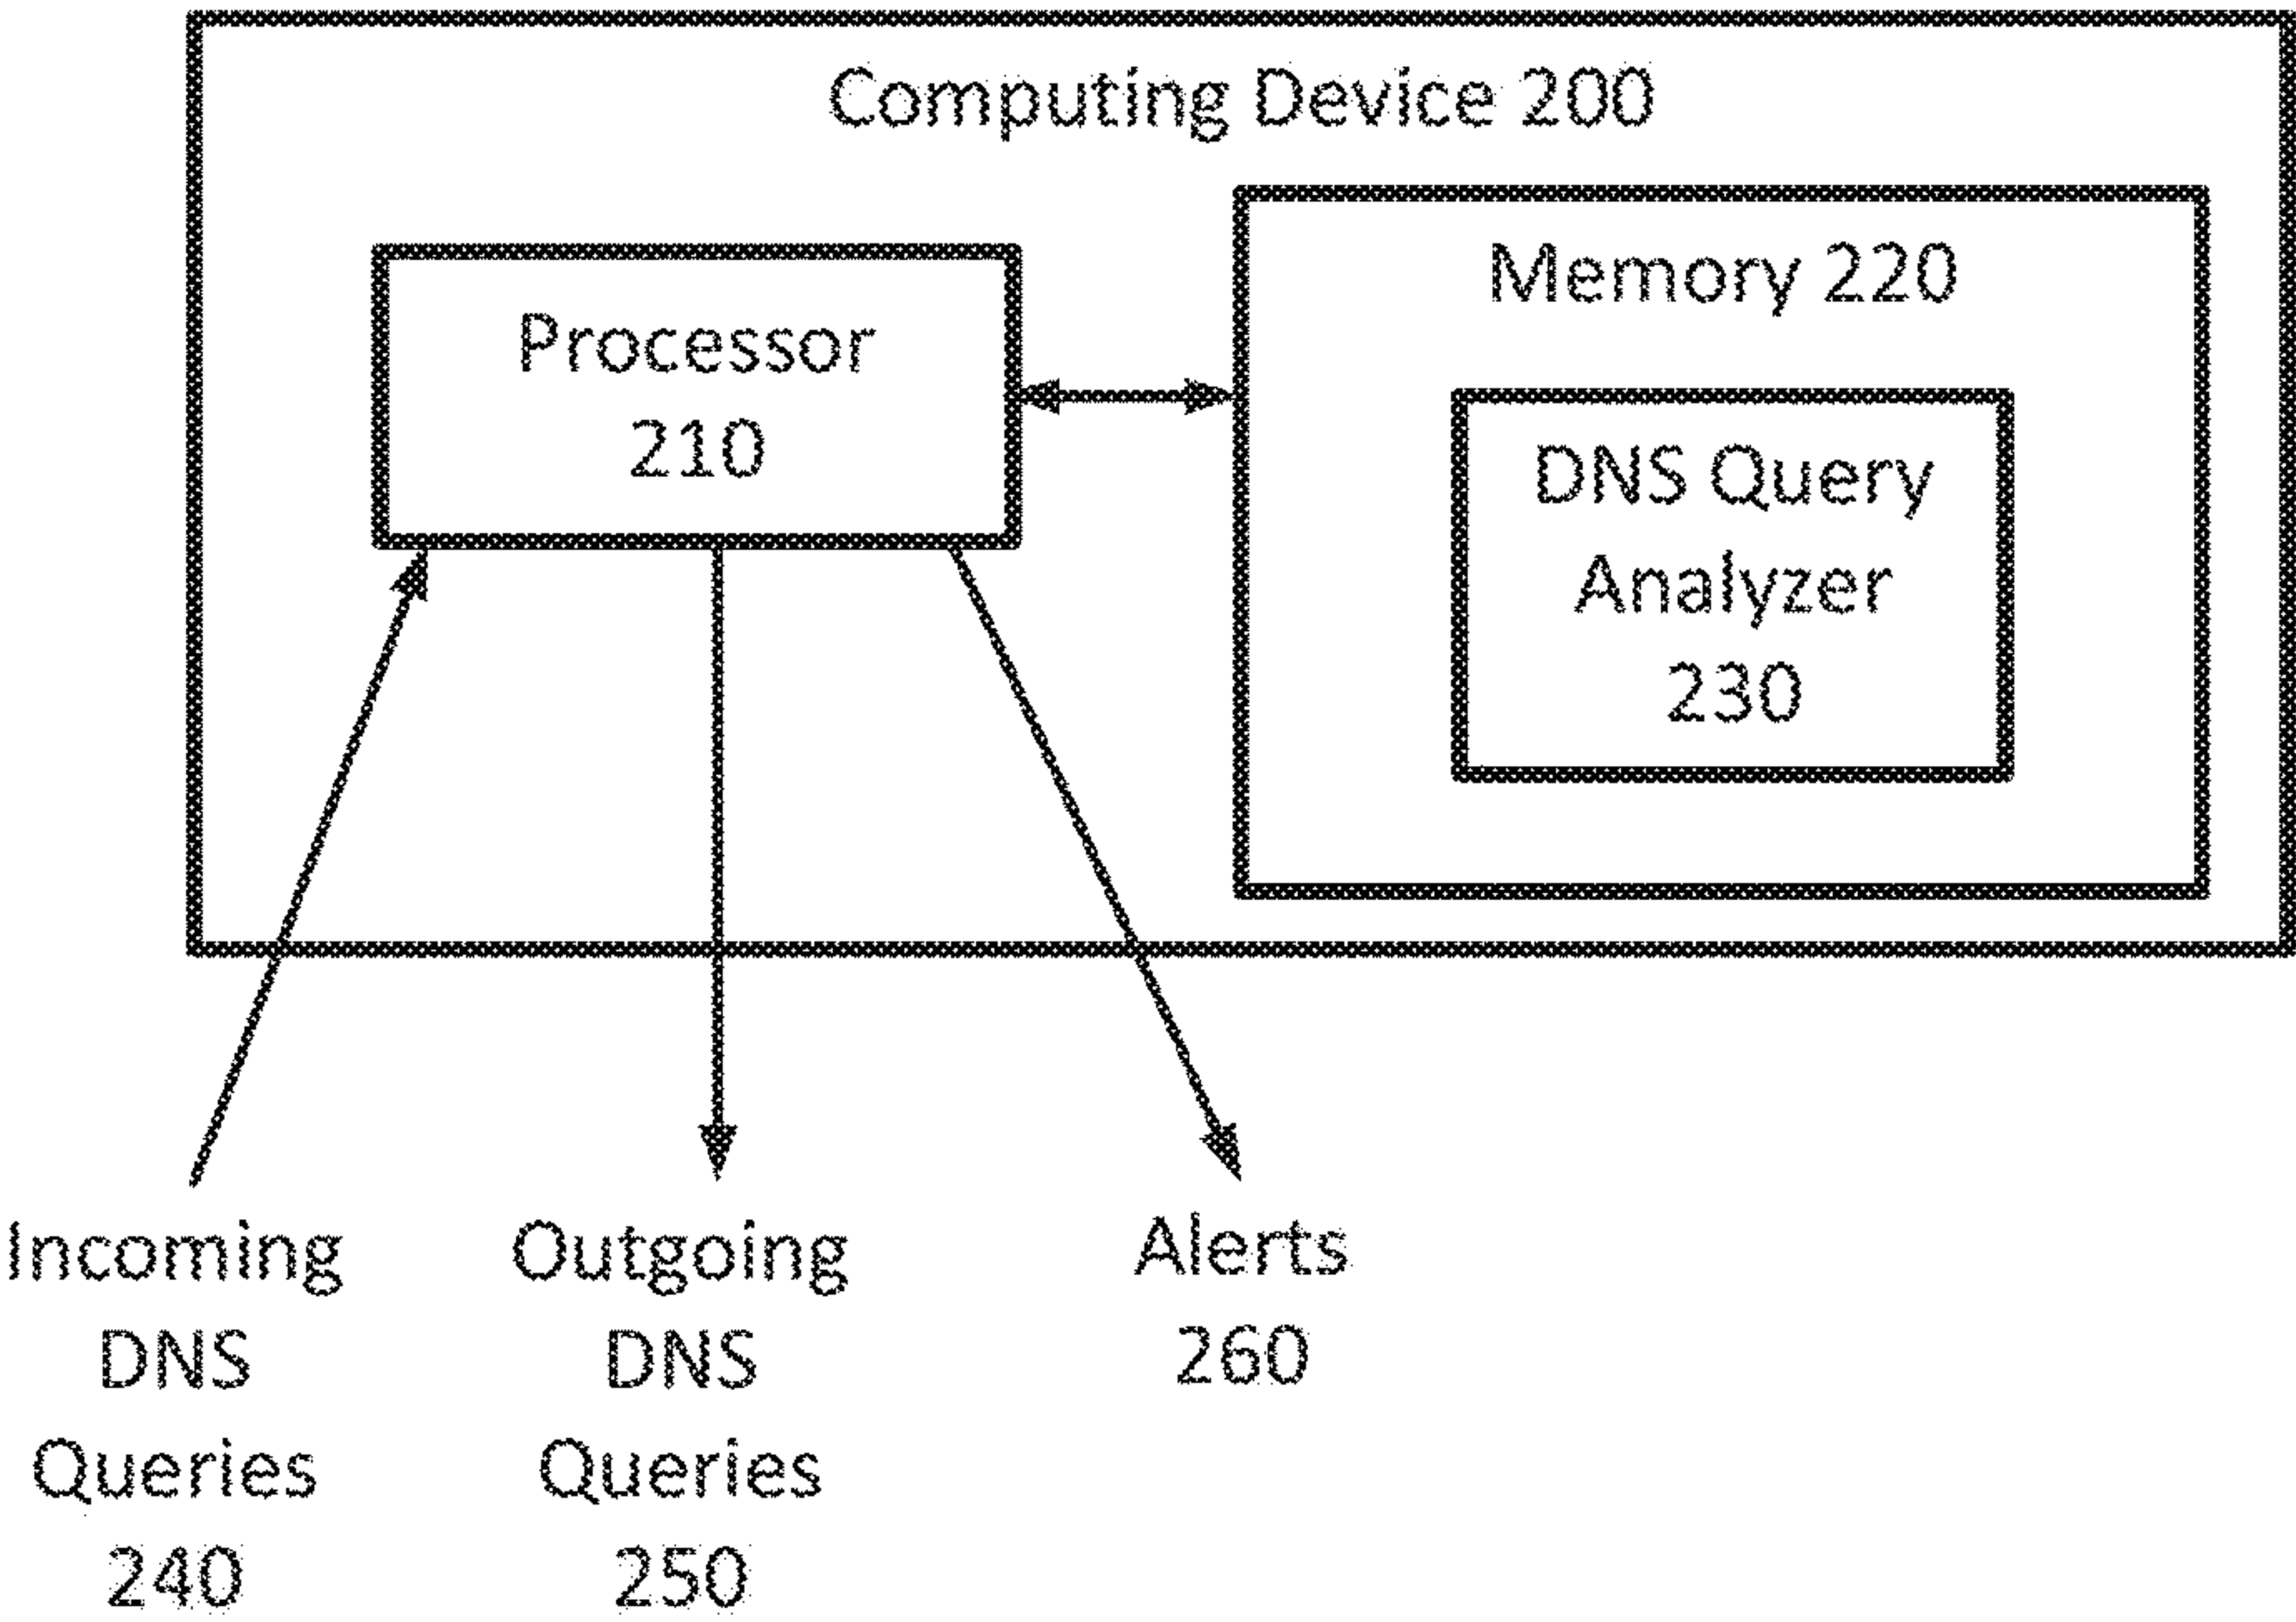 Computing Device 200
Processor
210
Memory 220
DNS Query
Analyzer
230
Incoming
DNS
Queries
240
Outgoing
DNS
Queries
250
Alerts
260